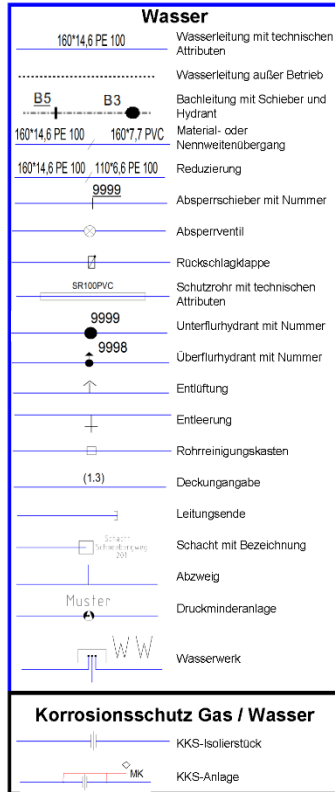 Wasser
160*14,6 PE 100
Wasserleitung mit technischen
Attributen
Wasserleitung außer Betrieb
B5 B3
Bachleitung mit Schieber und
Hydrant
160*14,6 PE 100 160*7,7 PVC
Material- oder
Nennweitenübergang
160*14,6 PE 100 110*6,6 PE 100
Reduzierung
9999
Absperrschieber mit Nummer
Absperrventil
Rückschlagklappe
SR100PVC
Schutzrohr mit technischen
Attributen
9999
Unterflurhydrant mit Nummer
9998
Überflurhydrant mit Nummer
Entlüftung
Entleerung
Rohrreinigungskasten
(1.3)
Deckungangabe
Leitungsende
Schacht
201
Schacht mit Bezeichnung
Abzweig
Muster
Druckminderanlage
WW
Wasserwerk
Korrosionsschutz Gas / Wasser
KKS-Isolierstück
MK
KKS-Anlage